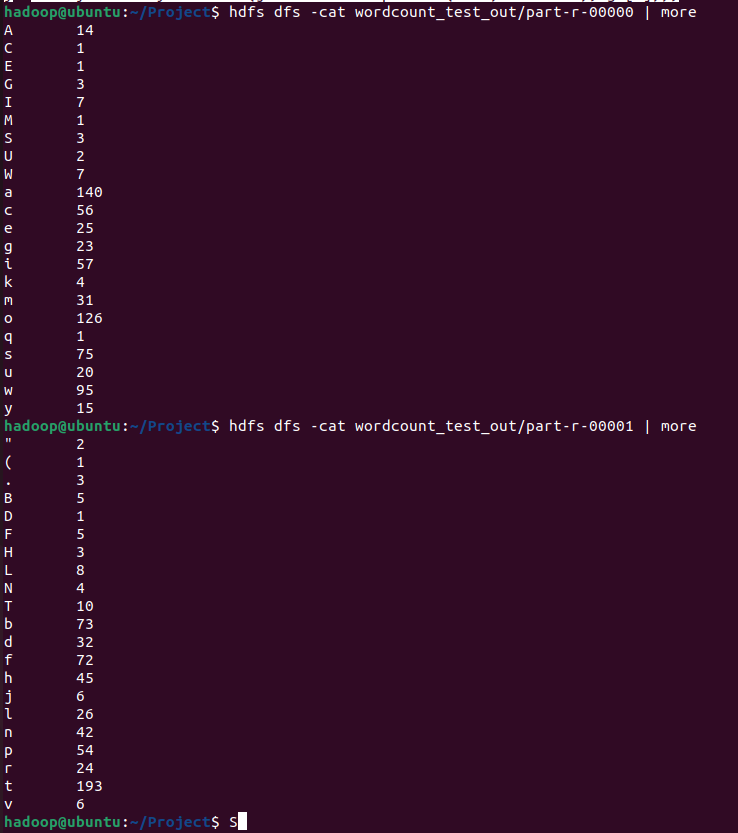 hadoop@ubuntu:~/Project$ hdfs dfs -cat wordcount_test_out/part-r-00000 | more
A 14
C 1
E 1
G 3
I 7
M 1
S 3
U 2
W 7
a 140
c 56
e 25
g 23
i 57
k 4
m 31
o 126
q 1
s 75
u 20
w 95
y 15
hadoop@ubuntu:~/Project$ hdfs dfs -cat wordcount_test_out/part-r-00001 | more
" 2
( 1
. 3
B 5
D 1
F 5
H 3
L 8
N 4
T 10
b 73
d 32
f 72
h 45
j 6
l 26
n 42
p 54
r 24
t 193
v 6
hadoop@ubuntu:~/Project$ S